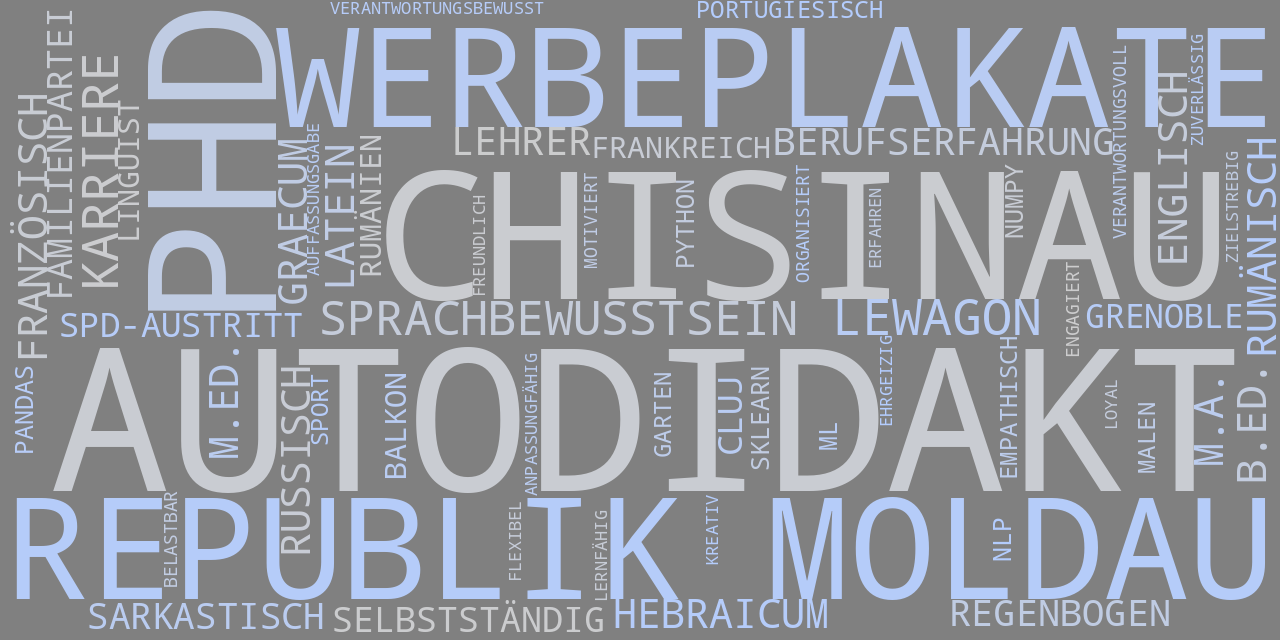 VERANTWORTUNGSBEWUSST
PORTUGIESISCH
WERBEPLAKATE
PHD
FRANZÖSISCH
FAMILIENPARTEI
KARRIERE
LINGUIST
LEHRER
FRANKREICH
BERUFSERFAHRUNG
VERANTWORTUNGSVOLL
ENGLISCH
ZUVERLÄSSIG
GRAECUM
AUFFASSUNGSGABE
LATEIN
RUMÄNIEN
CHISINAU
FREUNDLICH
MOTIVIERT
PYTHON
ORGANISIERT
ERFAHREN
NUMPY
ZIELSTREBIG
RUMÄNISCH
ENGAGIERT
SPD-AUSTRITT
SPRACHBEWUSSTSEIN
LEWAGON
GRENOBLE
AUTODIDAKT
PANDAS
M.ED.
RUSSISCH
SPORT
BALKON
ANPASSUNGFÄHIG
GARTEN
CLUJ
SKLEARN
ML
EHRGEIZIG
EMPATHISCH
LOYAL
MALEN
M.A.
B.ED.
REPUBLIK MOLDAU
BELASTBAR
FLEXIBEL
LERNFÄHIG
KREATIV
NLP
SARKASTISCH
SELBSTSTÄNDIG
HEBRAICUM
REGENBOGEN